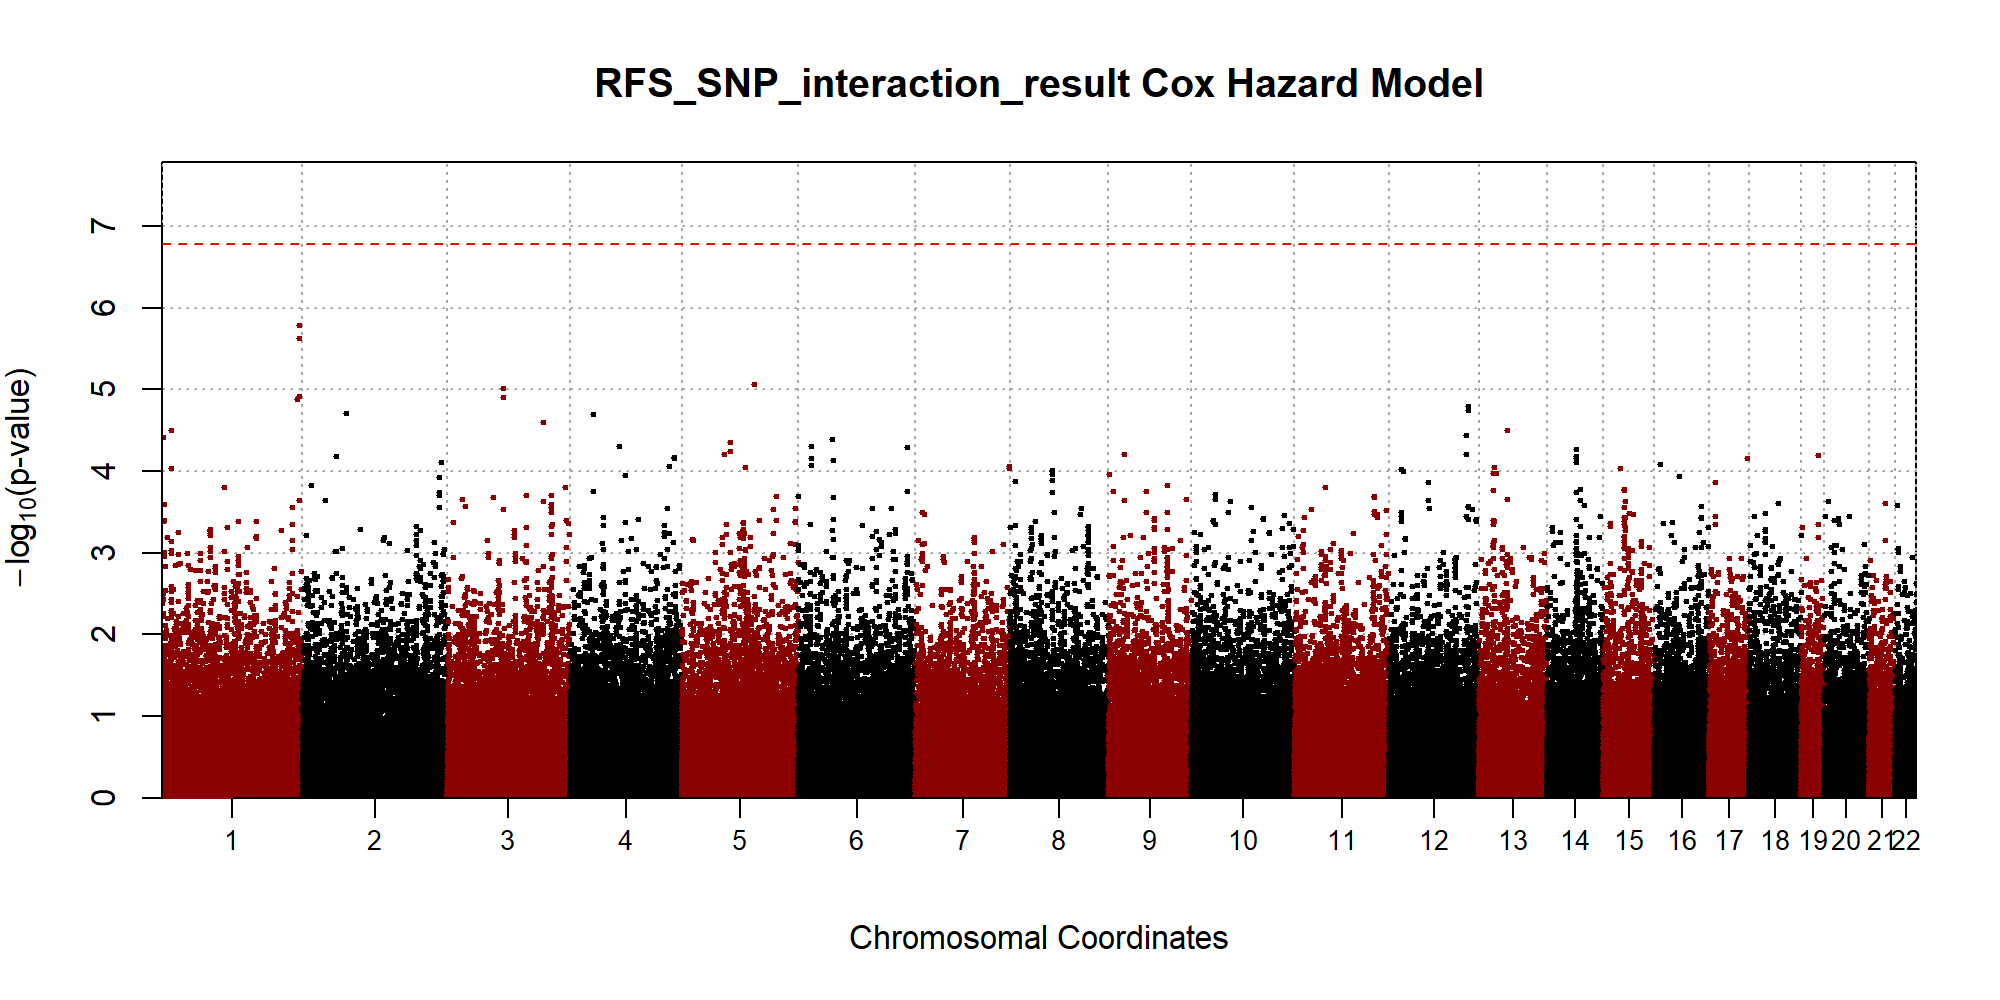 RFS_SNP_interaction_result Cox Hazard Model
−log10(p-value)
7
6
5
4
3
2
1
0
1 2 3 4 5 6 7 8 9 10 11 12 13 14 15 16 17 18 19 20 21 22
Chromosomal Coordinates